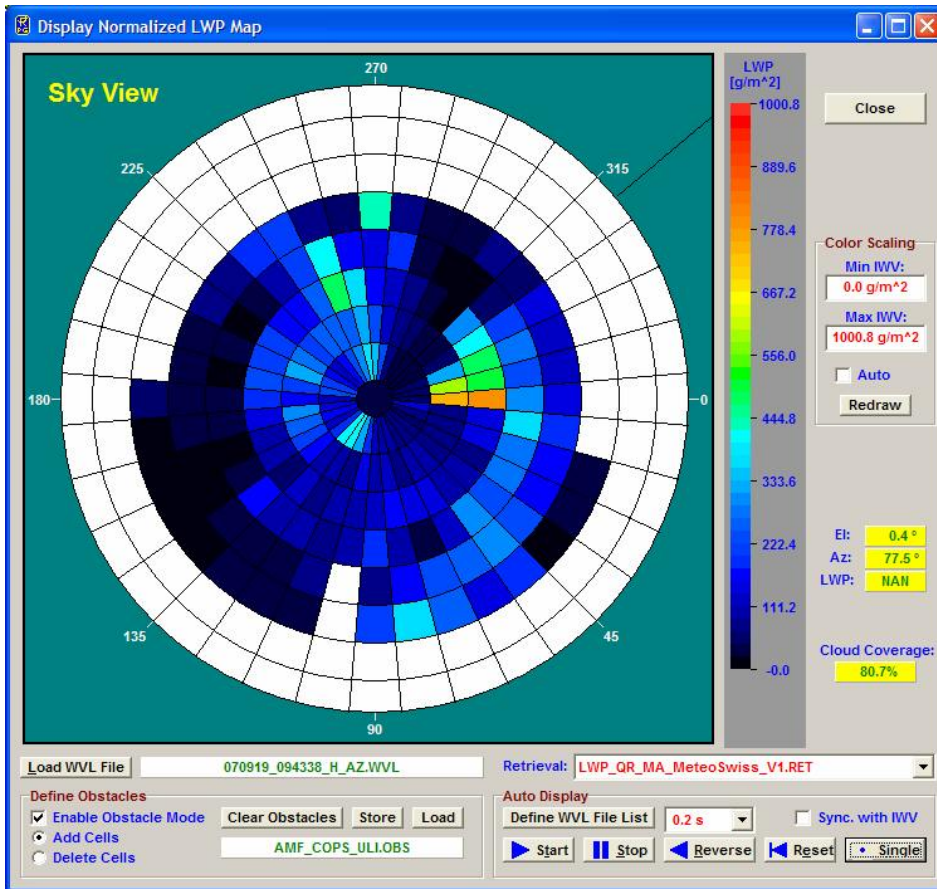 Display Normalized LWP Map
Sky View
270
225
315
180
0
135
45
90
LWP
[g/m^2]
1000.8
889.6
778.4
667.2
556.0
444.8
333.6
222.4
111.2
-0.0
Close
Color Scaling
Min IWV:
0.0 g/m^2
Max IWV:
1000.8 g/m^2
Auto
Redraw
El: 0.4 °
Az: 77.5 °
LWP: NAN
Cloud Coverage:
80.7%
Load WVL File 070919_094338_H_AZ.WVL Retrieval: LWP_QR_MA_MeteoSwiss_V1.RET
Define Obstacles
Enable Obstacle Mode Clear Obstacles Store Load
Add Cells
AMF_COPS_ULI.OBS
Delete Cells
Auto Display
Define WVL File List 0.2 s Sync. with IWV
Start Stop Reverse Reset Single